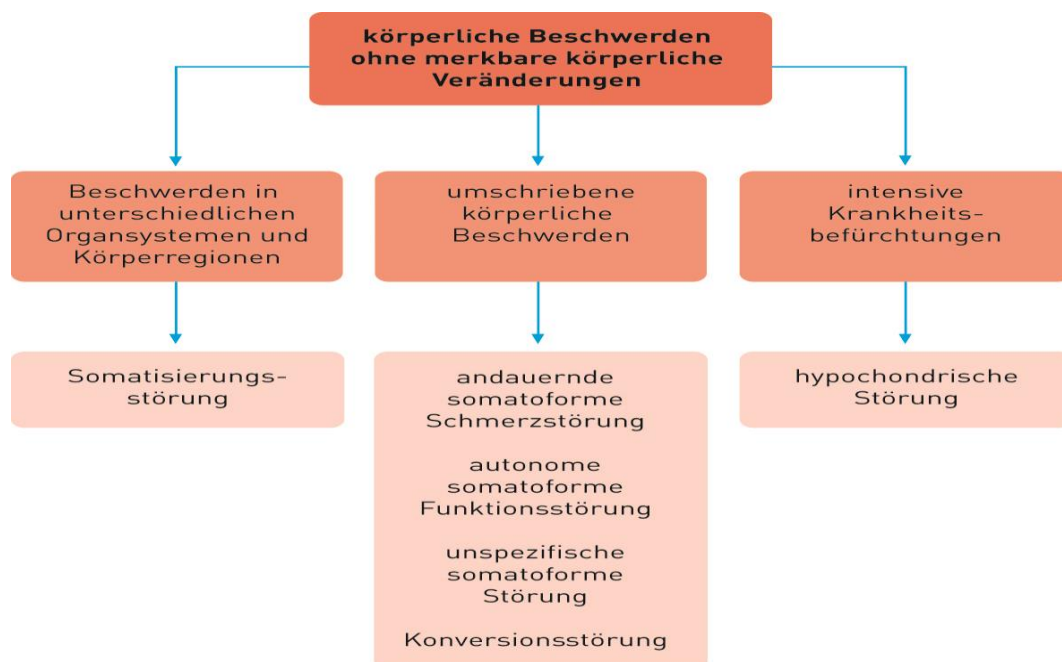 körperliche Beschwerden
ohne merkbare körperliche
Veränderungen
Beschwerden in
unterschiedlichen
Organsystemen und
Körperregionen
umschriebene
körperliche
Beschwerden
intensive
Krankheits-
befürchtungen
Somatisierungs-
störung
andauernde
somatoforme
Schmerzstörung
autonome
somatoforme
Funktionsstörung
unspezifische
somatoforme
Störung
Konversionsstörung
hypochondrische
Störung